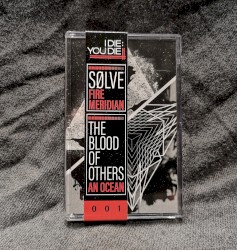 I DIE:
YOU DIE
SØLVE
FIRE
MERIDIAN
THE
BLOOD
OF
OTHERS
AN OCEAN
001